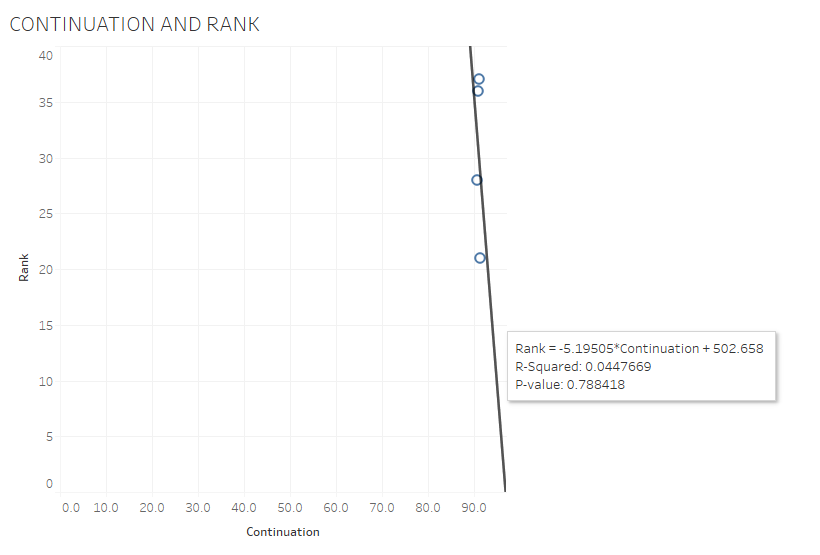 CONTINUATION AND RANK
40
35
30
25
20
15
10
5
0
Rank
0.0 10.0 20.0 30.0 40.0 50.0 60.0 70.0 80.0 90.0
Continuation
Rank = -5.19505*Continuation + 502.658
R-Squared: 0.0447669
P-value: 0.788418